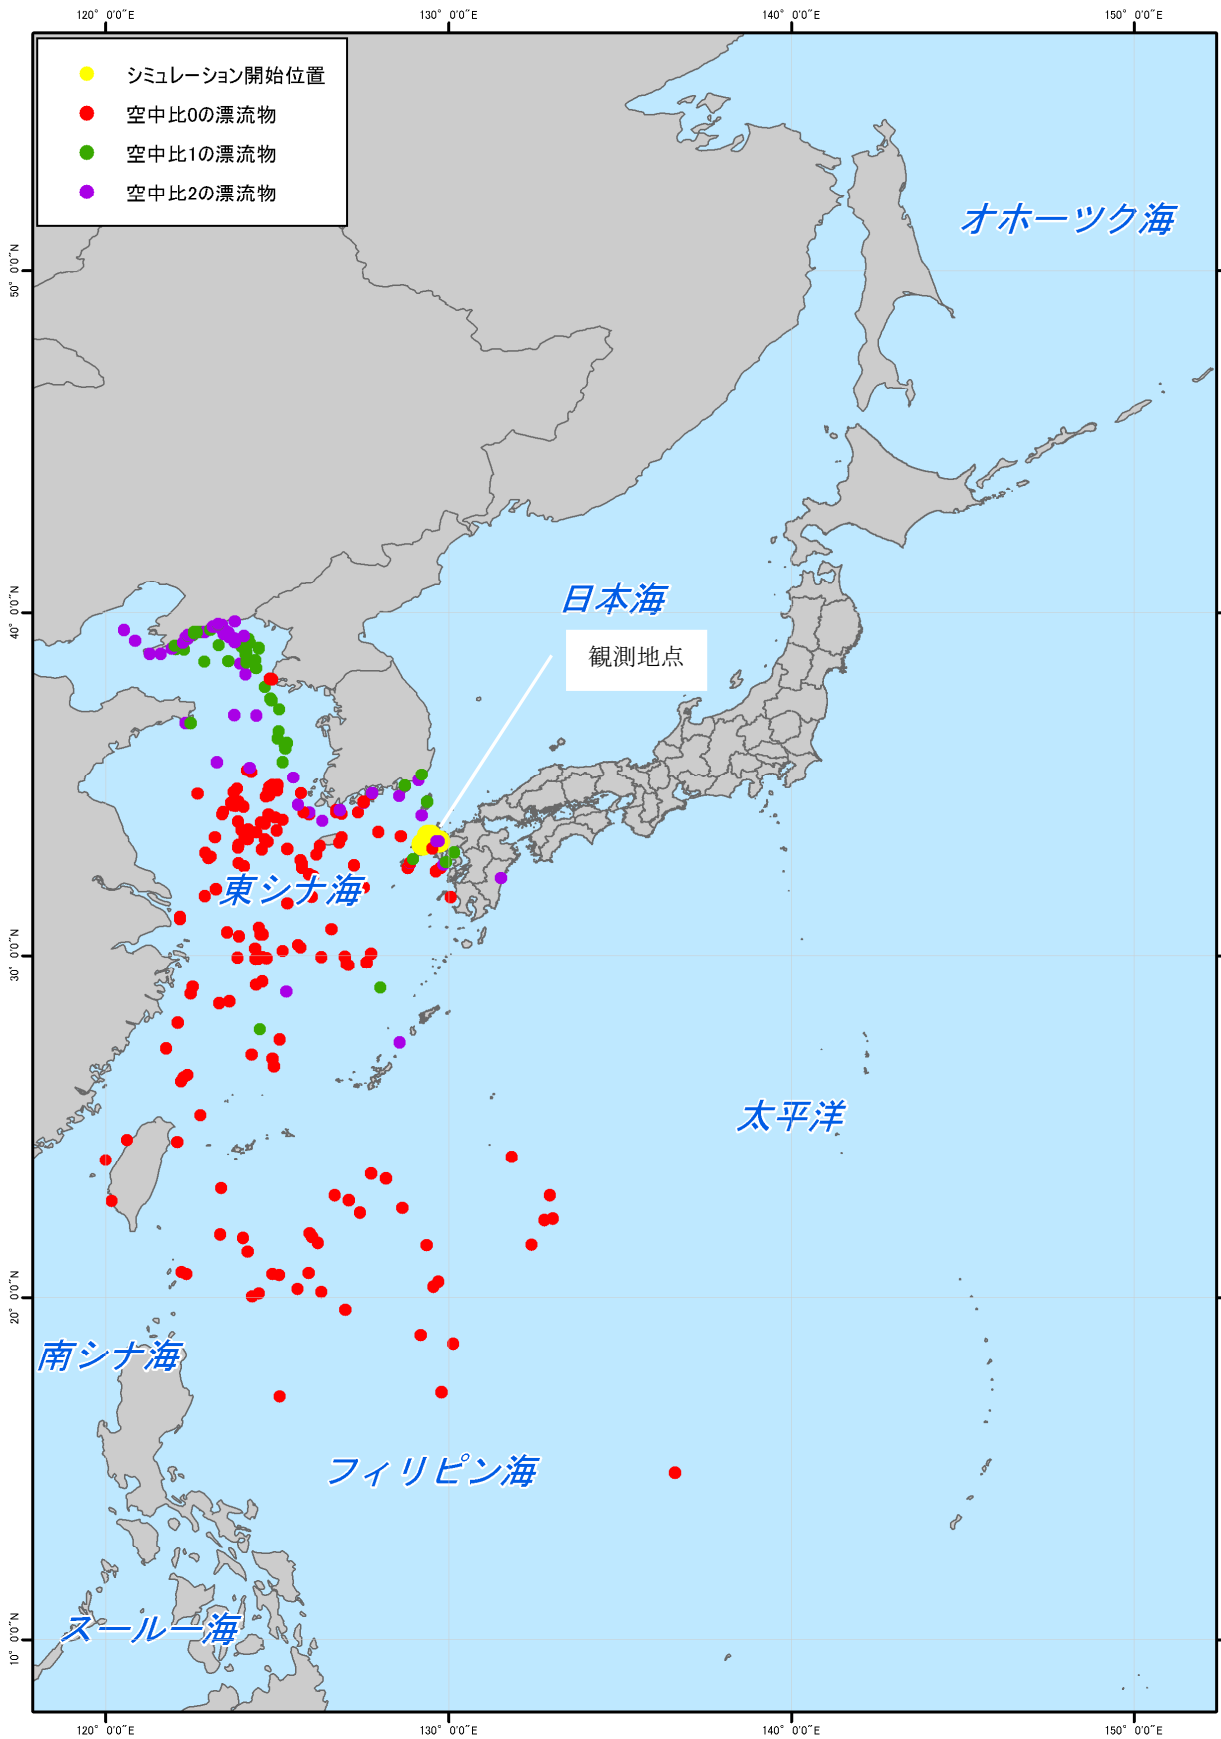 120° 0'0"E
130° 0'0"E
140° 0'0"E
150° 0'0"E
シミュレーション開始位置
空中比0の漂流物
空中比1の漂流物
空中比2の漂流物
オホーツク海
50° 0'0"N
40° 0'0"N
日本海
観測地点
東シナ海
30° 0'0"N
太平洋
20° 0'0"N
南シナ海
フィリピン海
スールー海
10° 0'0"N
120° 0'0"E
130° 0'0"E
140° 0'0"E
150° 0'0"E